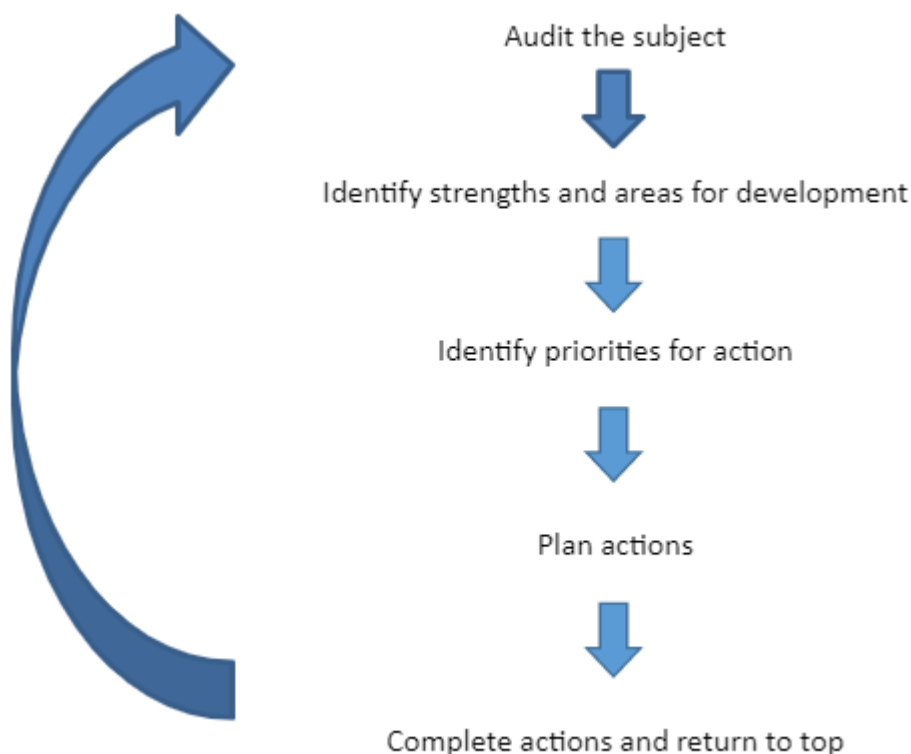 Audit the subject
Identify strengths and areas for development
Identify priorities for action
Plan actions
Complete actions and return to top